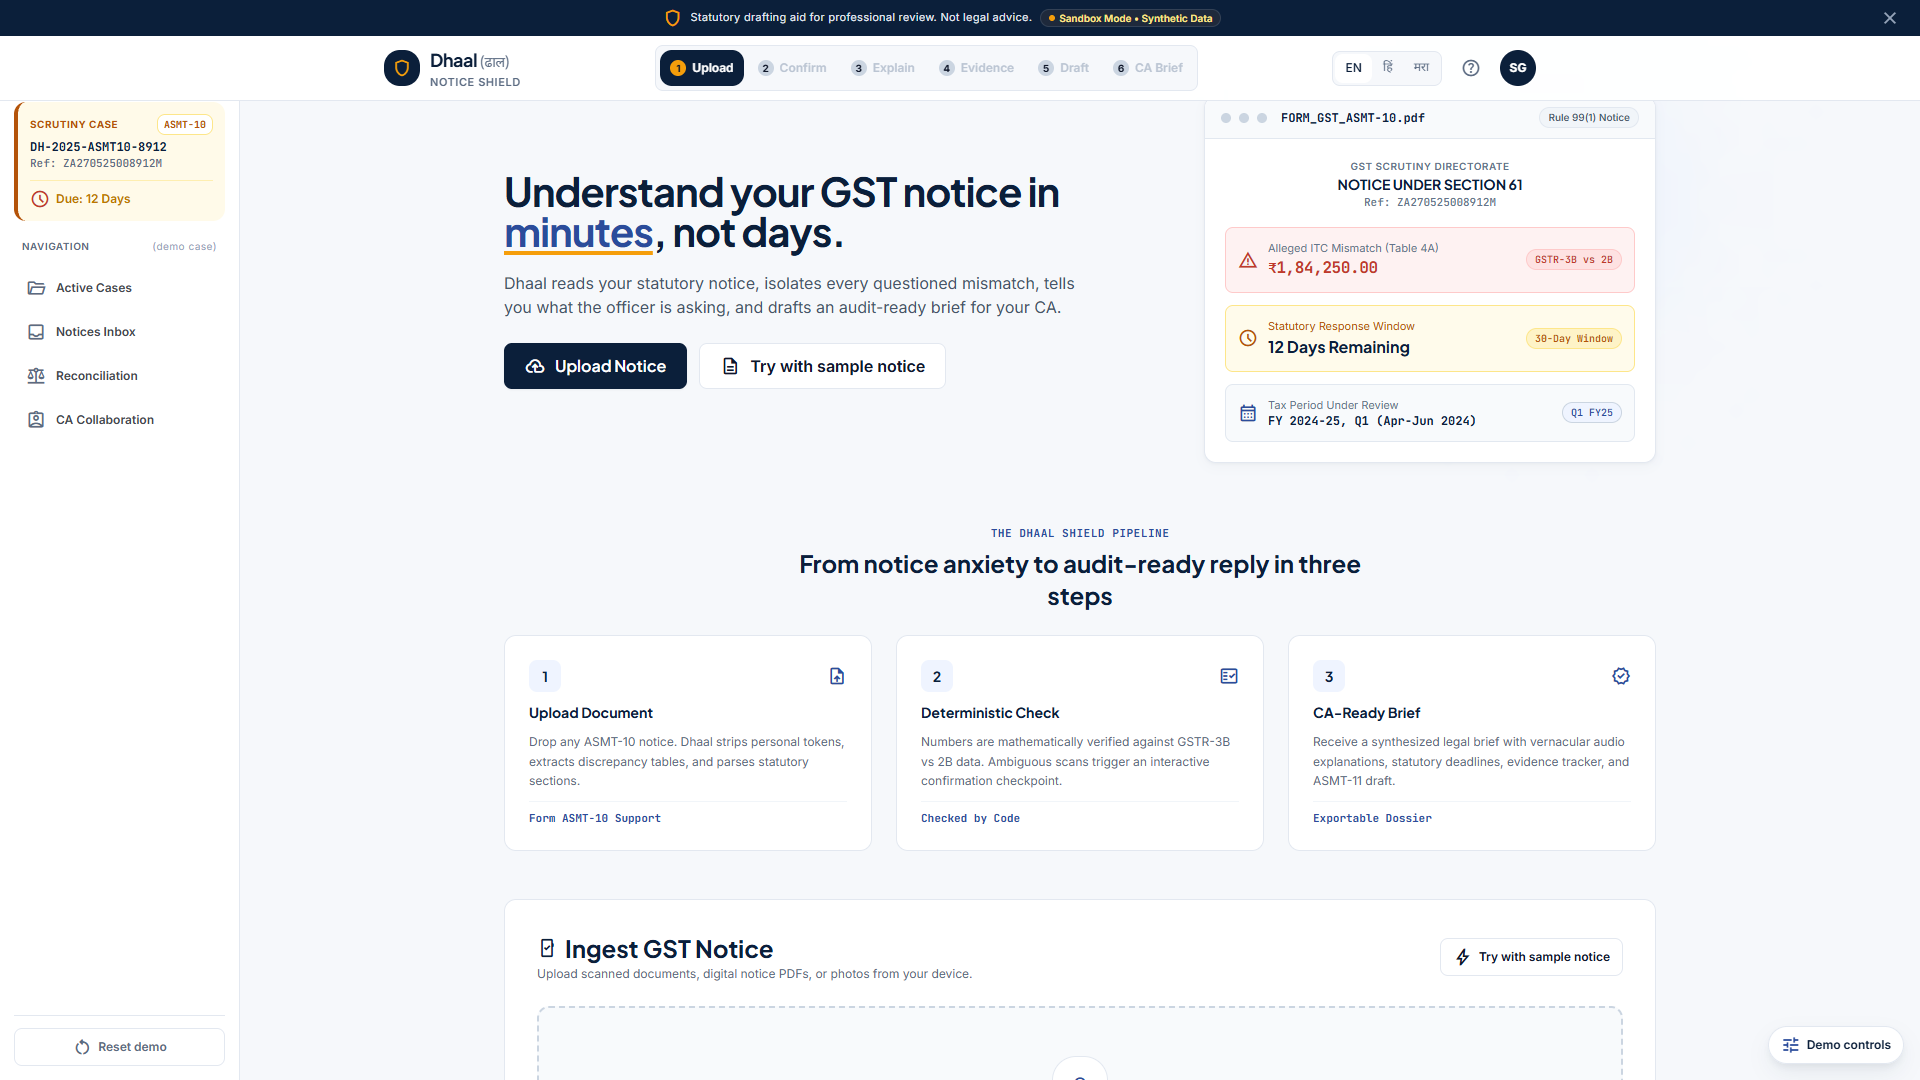 Statutory drafting aid for professional review. Not legal advice.
Sandbox Mode • Synthetic Data
Dhaal (ढाल)
NOTICE SHIELD
1 Upload
2 Confirm
3 Explain
4 Evidence
5 Draft
6 CA Brief
EN
हिं
मरा
SG
SCRUTINY CASE
ASMT-10
DH-2025-ASMT10-8912
Ref: ZA270525008912M
Due: 12 Days
NAVIGATION
(demo case)
Active Cases
Notices Inbox
Reconciliation
CA Collaboration
Reset demo
Understand your GST notice in
minutes, not days.
Dhaal reads your statutory notice, isolates every questioned mismatch, tells
you what the officer is asking, and drafts an audit-ready brief for your CA.
Upload Notice
Try with sample notice
FORM_GST_ASMT-10.pdf
Rule 99(1) Notice
GST SCRUTINY DIRECTORATE
NOTICE UNDER SECTION 61
Ref: ZA270525008912M
Alleged ITC Mismatch (Table 4A)
₹1,84,250.00
GSTR-3B vs 2B
Statutory Response Window
12 Days Remaining
30-Day Window
Tax Period Under Review
FY 2024-25, Q1 (Apr-Jun 2024)
Q1 FY25
THE DHAAL SHIELD PIPELINE
From notice anxiety to audit-ready reply in three
steps
1
Upload Document
Drop any ASMT-10 notice. Dhaal strips personal tokens,
extracts discrepancy tables, and parses statutory
sections.
Form ASMT-10 Support
2
Deterministic Check
Numbers are mathematically verified against GSTR-3B
vs 2B data. Ambiguous scans trigger an interactive
confirmation checkpoint.
Checked by Code
3
CA-Ready Brief
Receive a synthesized legal brief with vernacular audio
explanations, statutory deadlines, evidence tracker, and
ASMT-11 draft.
Exportable Dossier
Ingest GST Notice
Upload scanned documents, digital notice PDFs, or photos from your device.
Try with sample notice
Demo controls